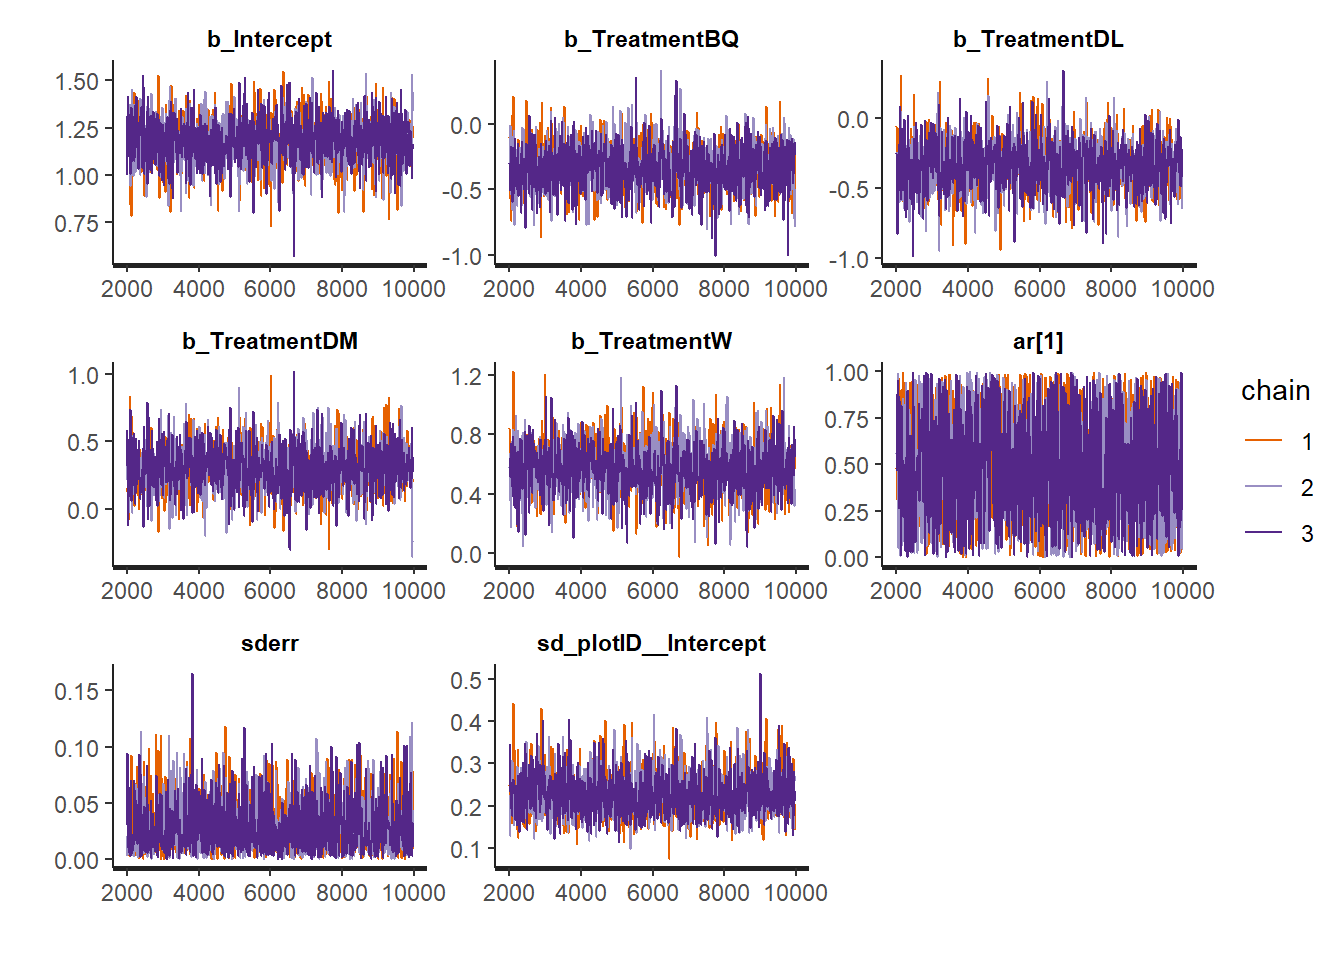 b_Intercept b_TreatmentBQ b_TreatmentDL
1.50
1.25
1.00
0.75
2000 4000 6000 8000 10000
0.0
-0.5
-1.0
2000 4000 6000 8000 10000
0.0
-0.5
-1.0
2000 4000 6000 8000 10000
b_TreatmentDM b_TreatmentW ar[1]
1.0
0.5
0.0
2000 4000 6000 8000 10000
1.2
0.8
0.4
0.0
2000 4000 6000 8000 10000
1.00
0.75
0.50
0.25
0.00
2000 4000 6000 8000 10000
chain
1
2
3
sderr sd_plotID__Intercept
0.15
0.10
0.05
0.00
2000 4000 6000 8000 10000
0.5
0.4
0.3
0.2
0.1
2000 4000 6000 8000 10000